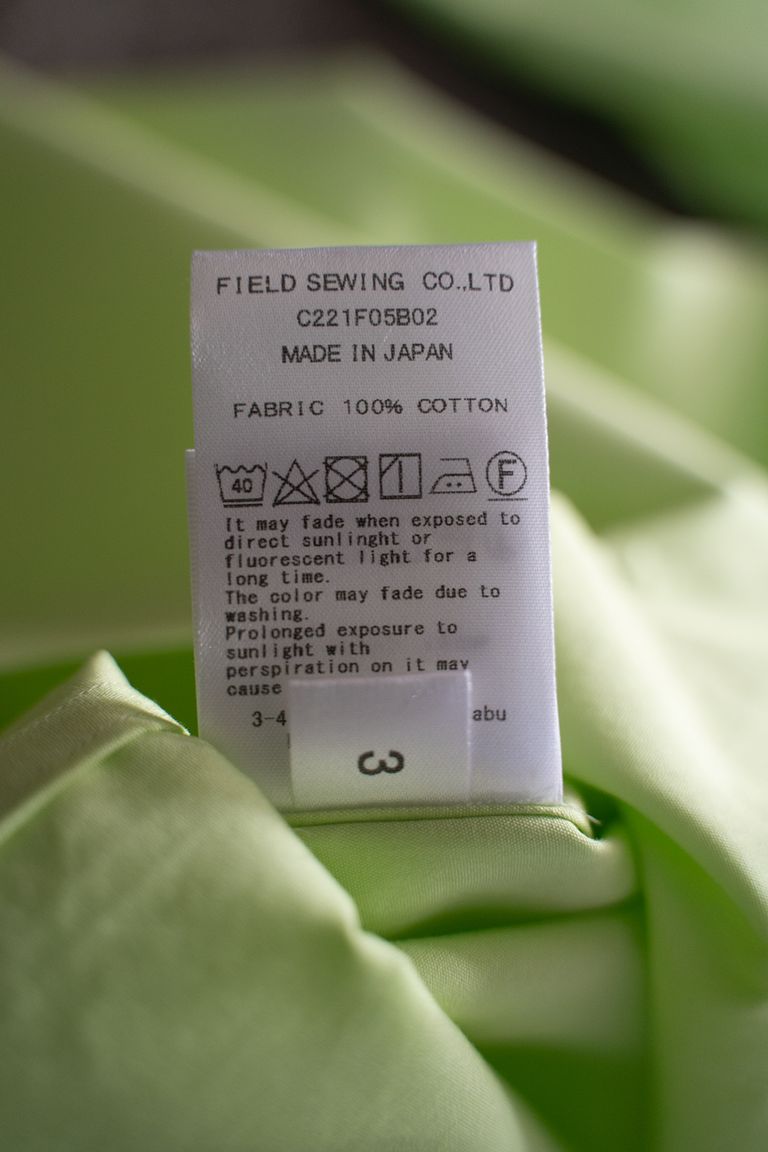 FIELD SEWING CO.,LTD
C221F05B02
MADE IN JAPAN
FABRIC 100% COTTON
40 F
It may fade when exposed to
direct sunlinght or
fluorescent light for a
long time.
The color may fade due to
washing.
Prolonged exposure to
sunlight with
perspiration on it may
cause
3-4 abu
3